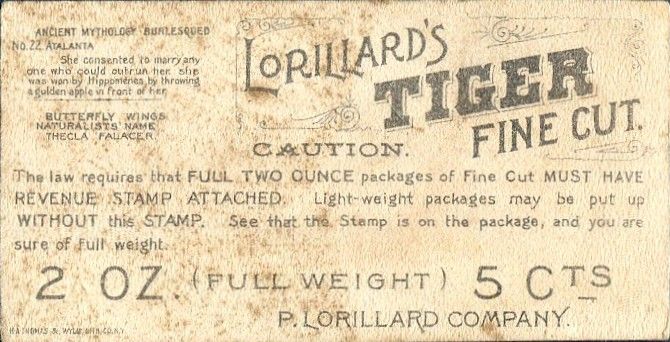 ANCIENT MYTHOLOGY BURLESQUED
No. 22. ATALANTA
She consented to marry any
one who could outrun her she
was won by Hippomenes by throwing
a golden apple in front of her.
BUTTERFLY WINGS
NATURALISTS' NAME
THECLA FALACER
LORILLARD'S
TIGER
FINE CUT.
CAUTION.
The law requires that FULL TWO OUNCE packages of Fine Cut MUST HAVE
REVENUE STAMP ATTACHED. Light-weight packages may be put up
WITHOUT this STAMP. See that the Stamp is on the package, and you are
sure of full weight.
2 OZ. (FULL WEIGHT) 5 CTS
P. LORILLARD COMPANY.
THOMAS & WYLIE LITH. CO. N.Y.